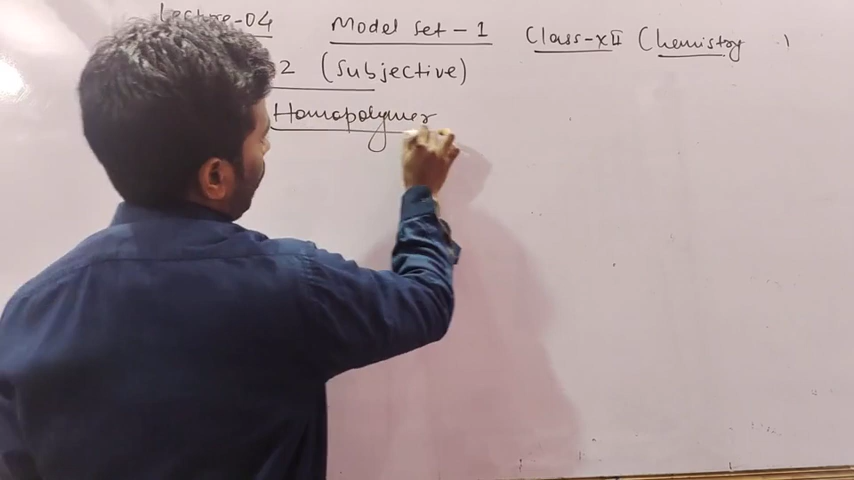 Lecture-04 Model Set - 1 Class-XII Chemistry
2 (Subjective)
Homopolymer